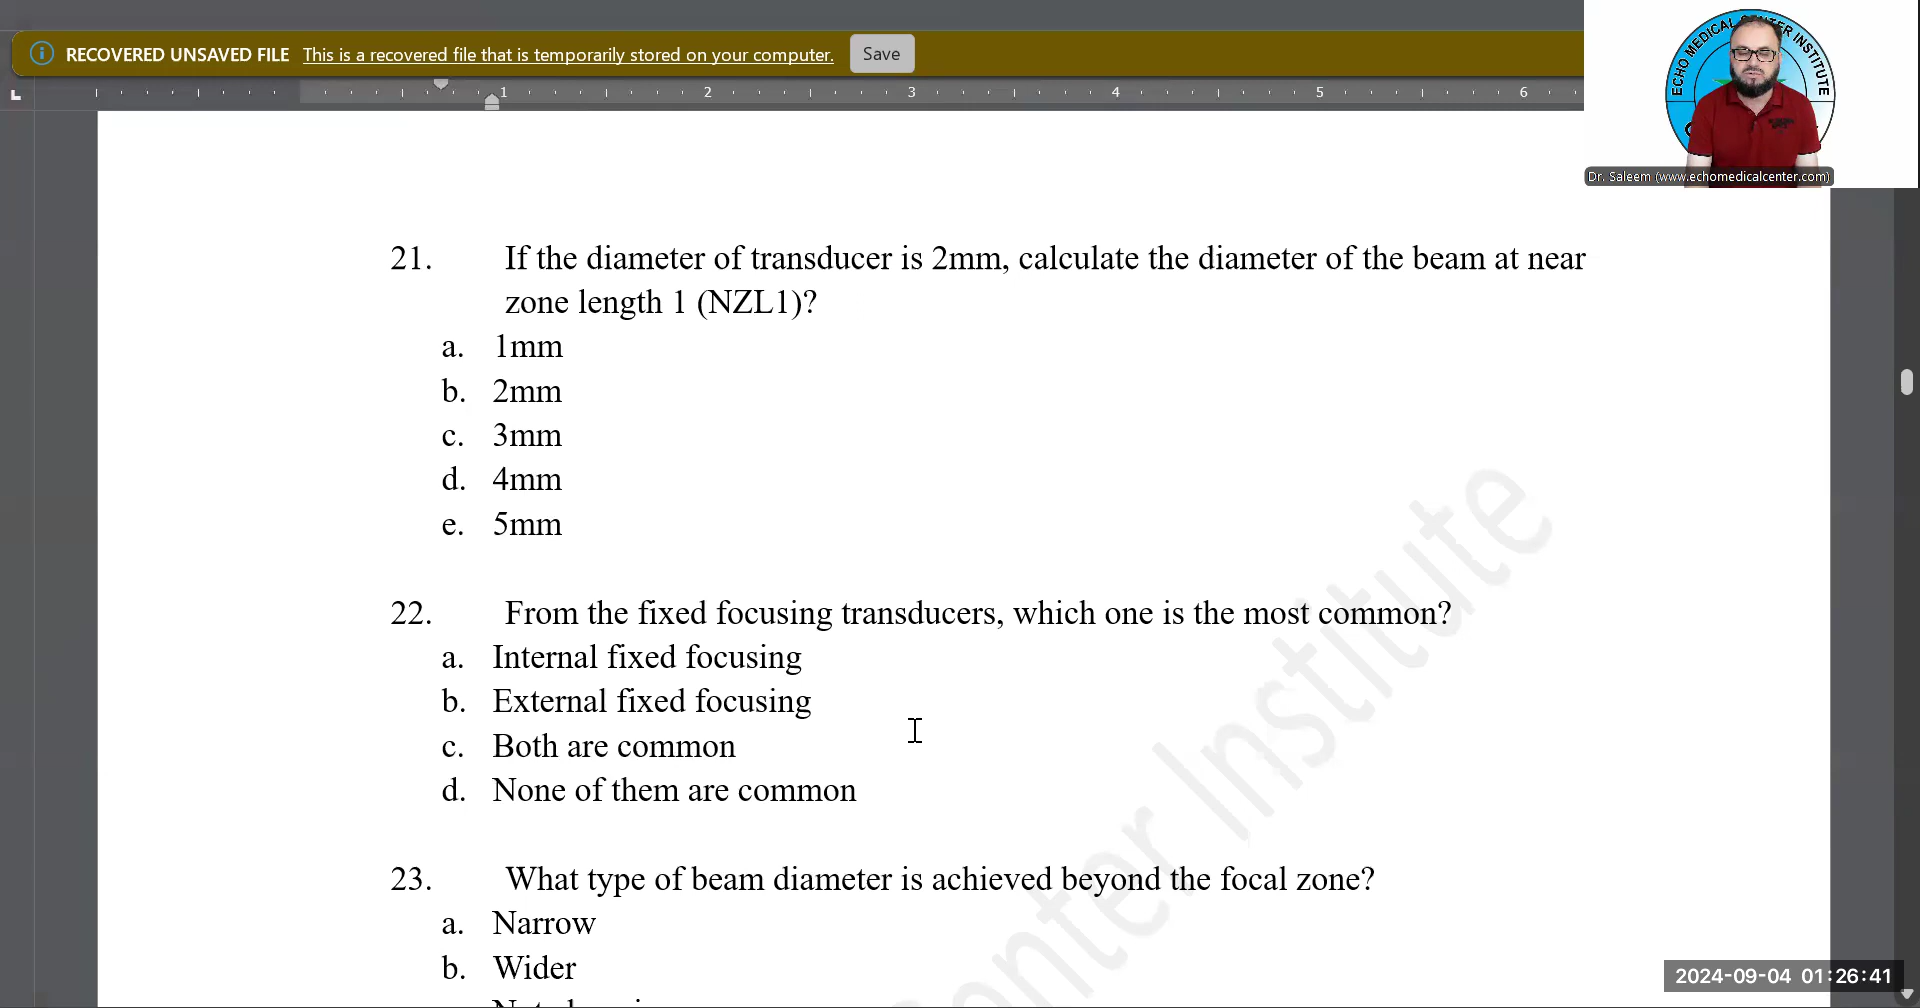 RECOVERED UNSAVED FILE This is a recovered file that is temporarily stored on your computer. Save
1 2 3 4 5 6
ECHO MEDICAL CENTER INSTITUTE
Dr. Saleem (www.echomedicalcenter.com)
21. If the diameter of transducer is 2mm, calculate the diameter of the beam at near
zone length 1 (NZL1)?
a. 1mm
b. 2mm
c. 3mm
d. 4mm
e. 5mm
22. From the fixed focusing transducers, which one is the most common?
a. Internal fixed focusing
b. External fixed focusing
c. Both are common
d. None of them are common
23. What type of beam diameter is achieved beyond the focal zone?
a. Narrow
b. Wider
Institute
2024-09-04 01:26:41